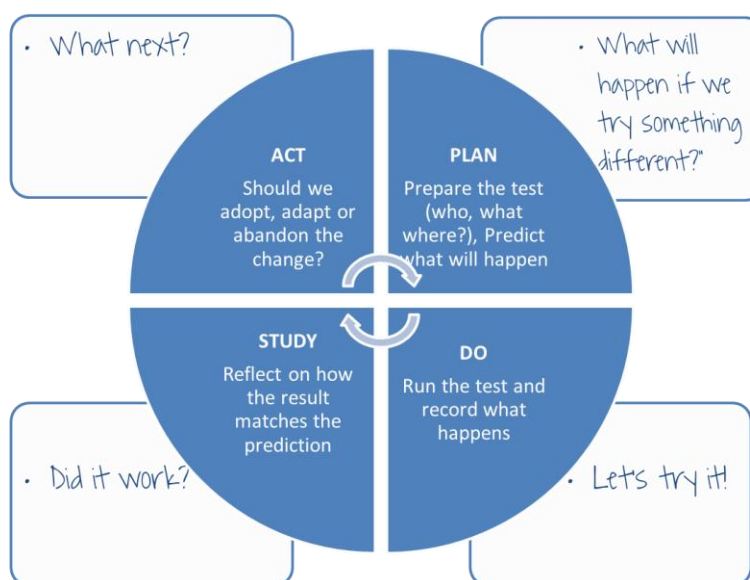 • What next?
• What will
happen if we
try something
different?"
ACT
Should we
adopt, adapt or
abandon the
change?
PLAN
Prepare the test
(who, what
where?), Predict
what will happen
STUDY
Reflect on how
the result
matches the
prediction
DO
Run the test and
record what
happens
• Did it work?
• Let's try it!